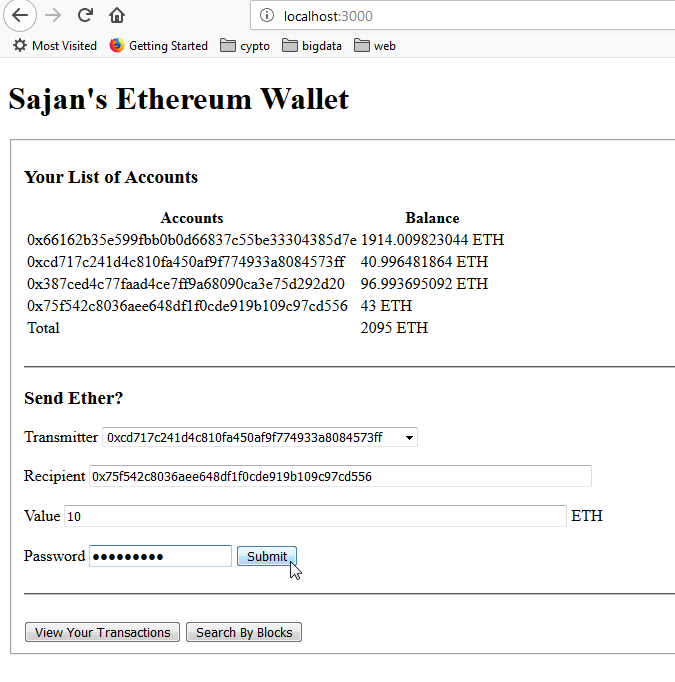 localhost:3000
Most Visited Getting Started cypto bigdata web
Sajan's Ethereum Wallet
Your List of Accounts
Accounts Balance
0x66162b35e599fbb0b0d66837c55be33304385d7e 1914.009823044 ETH
0xcd717c241d4c810fa450af9f774933a8084573ff 40.996481864 ETH
0x387ced4c77faad4ce7ff9a68090ca3e75d292d20 96.993695092 ETH
0x75f542c8036aee648df1f0cde919b109c97cd556 43 ETH
Total 2095 ETH
Send Ether?
Transmitter 0xcd717c241d4c810fa450af9f774933a8084573ff
Recipient 0x75f542c8036aee648df1f0cde919b109c97cd556
Value 10 ETH
Password ●●●●●●●●● Submit
View Your Transactions Search By Blocks